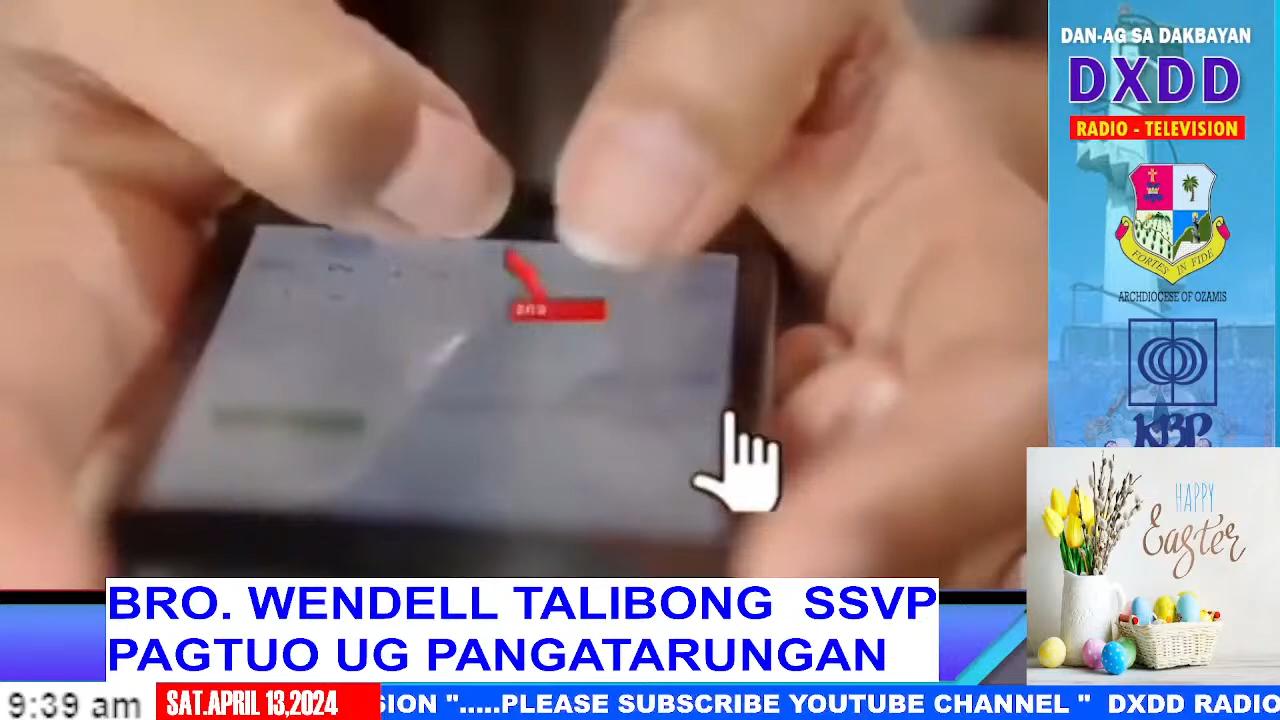 DAN-AG SA DAKBAYAN
DXDD
RADIO - TELEVISION
FORTES IN FIDE
ARCHDIOCESE OF OZAMIS
KBP
HAPPY
Easter
BRO. WENDELL TALIBONG SSVP
PAGTUO UG PANGATARUNGAN
9:39 am
SAT.APRIL 13,2024
SION ".....PLEASE SUBSCRIBE YOUTUBE CHANNEL " DXDD RADIO